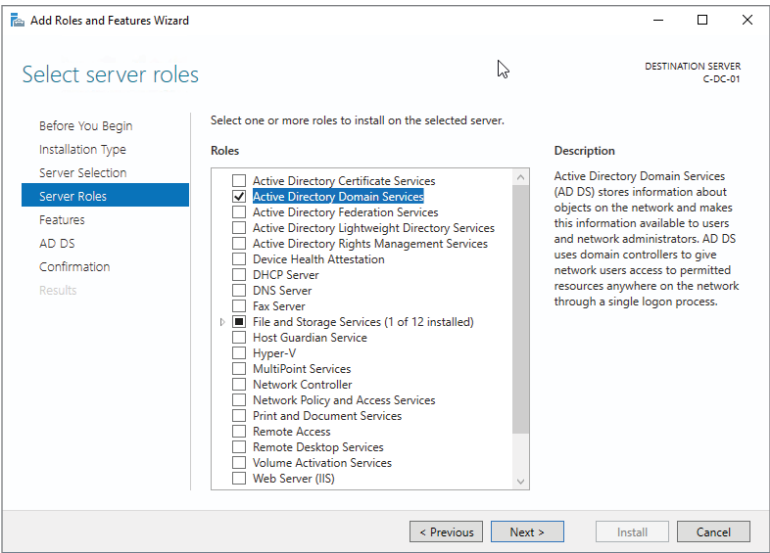 Add Roles and Features Wizard
Select server roles
DESTINATION SERVER
C-DC-01
Before You Begin
Installation Type
Server Selection
Server Roles
Features
AD DS
Confirmation
Results
Select one or more roles to install on the selected server.
Roles
Active Directory Certificate Services
Active Directory Domain Services
Active Directory Federation Services
Active Directory Lightweight Directory Services
Active Directory Rights Management Services
Device Health Attestation
DHCP Server
DNS Server
Fax Server
File and Storage Services (1 of 12 installed)
Host Guardian Service
Hyper-V
MultiPoint Services
Network Controller
Network Policy and Access Services
Print and Document Services
Remote Access
Remote Desktop Services
Volume Activation Services
Web Server (IIS)
Description
Active Directory Domain Services
(AD DS) stores information about
objects on the network and makes
this information available to users
and network administrators. AD DS
uses domain controllers to give
network users access to permitted
resources anywhere on the network
through a single logon process.
< Previous
Next >
Install
Cancel